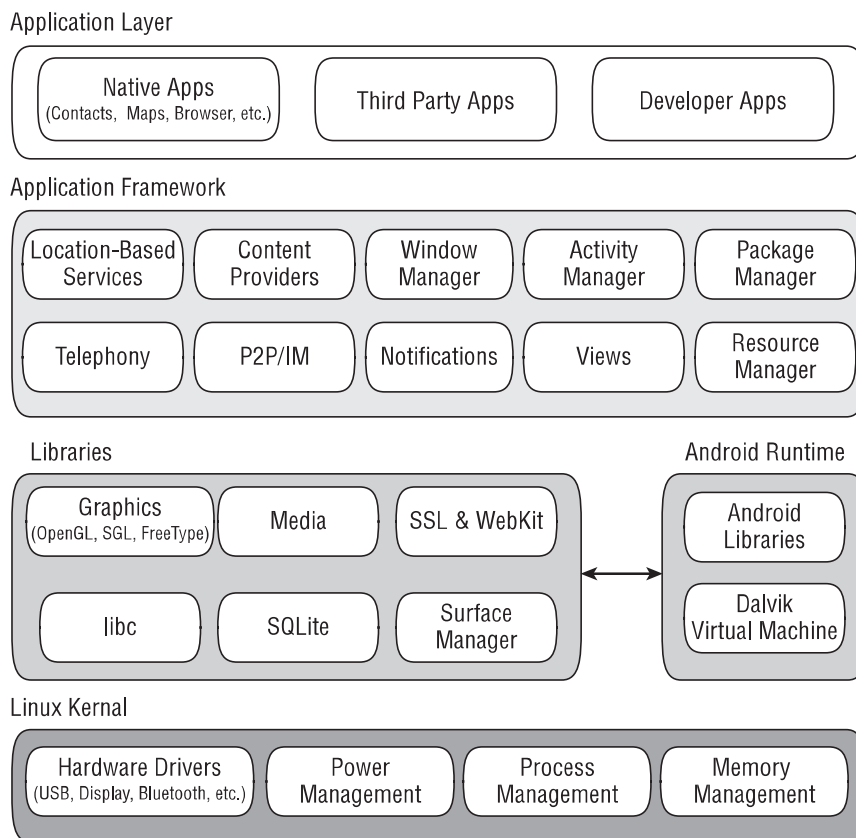 Application Layer
Native Apps
(Contacts, Maps, Browser, etc.)
Third Party Apps
Developer Apps
Application Framework
Location-Based
Services
Content
Providers
Window
Manager
Activity
Manager
Package
Manager
Telephony
P2P/IM
Notifications
Views
Resource
Manager
Libraries
Graphics
(OpenGL, SGL, FreeType)
Media
SSL & WebKit
libc
SQLite
Surface
Manager
Android Runtime
Android
Libraries
Dalvik
Virtual Machine
Linux Kernal
Hardware Drivers
(USB, Display, Bluetooth, etc.)
Power
Management
Process
Management
Memory
Management